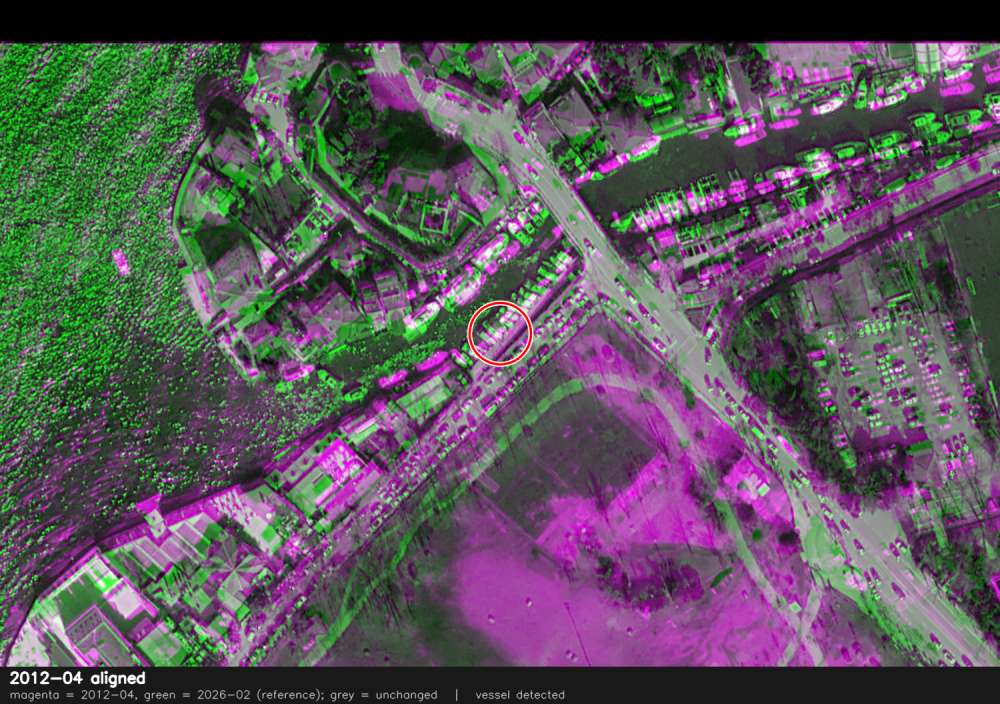 2012-04 aligned
magenta = 2012-04, green = 2026-02 (reference); grey = unchanged | vessel detected